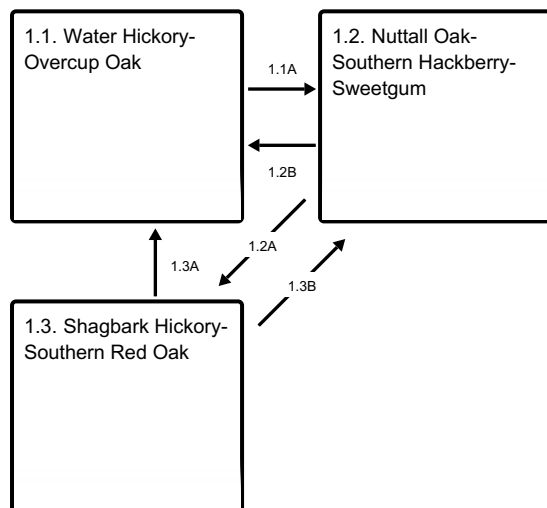 1.1. Water Hickory-
Overcup Oak
1.2. Nuttall Oak-
Southern Hackberry-
Sweetgum
1.1A
1.2B
1.2A
1.3A
1.3B
1.3. Shagbark Hickory-
Southern Red Oak